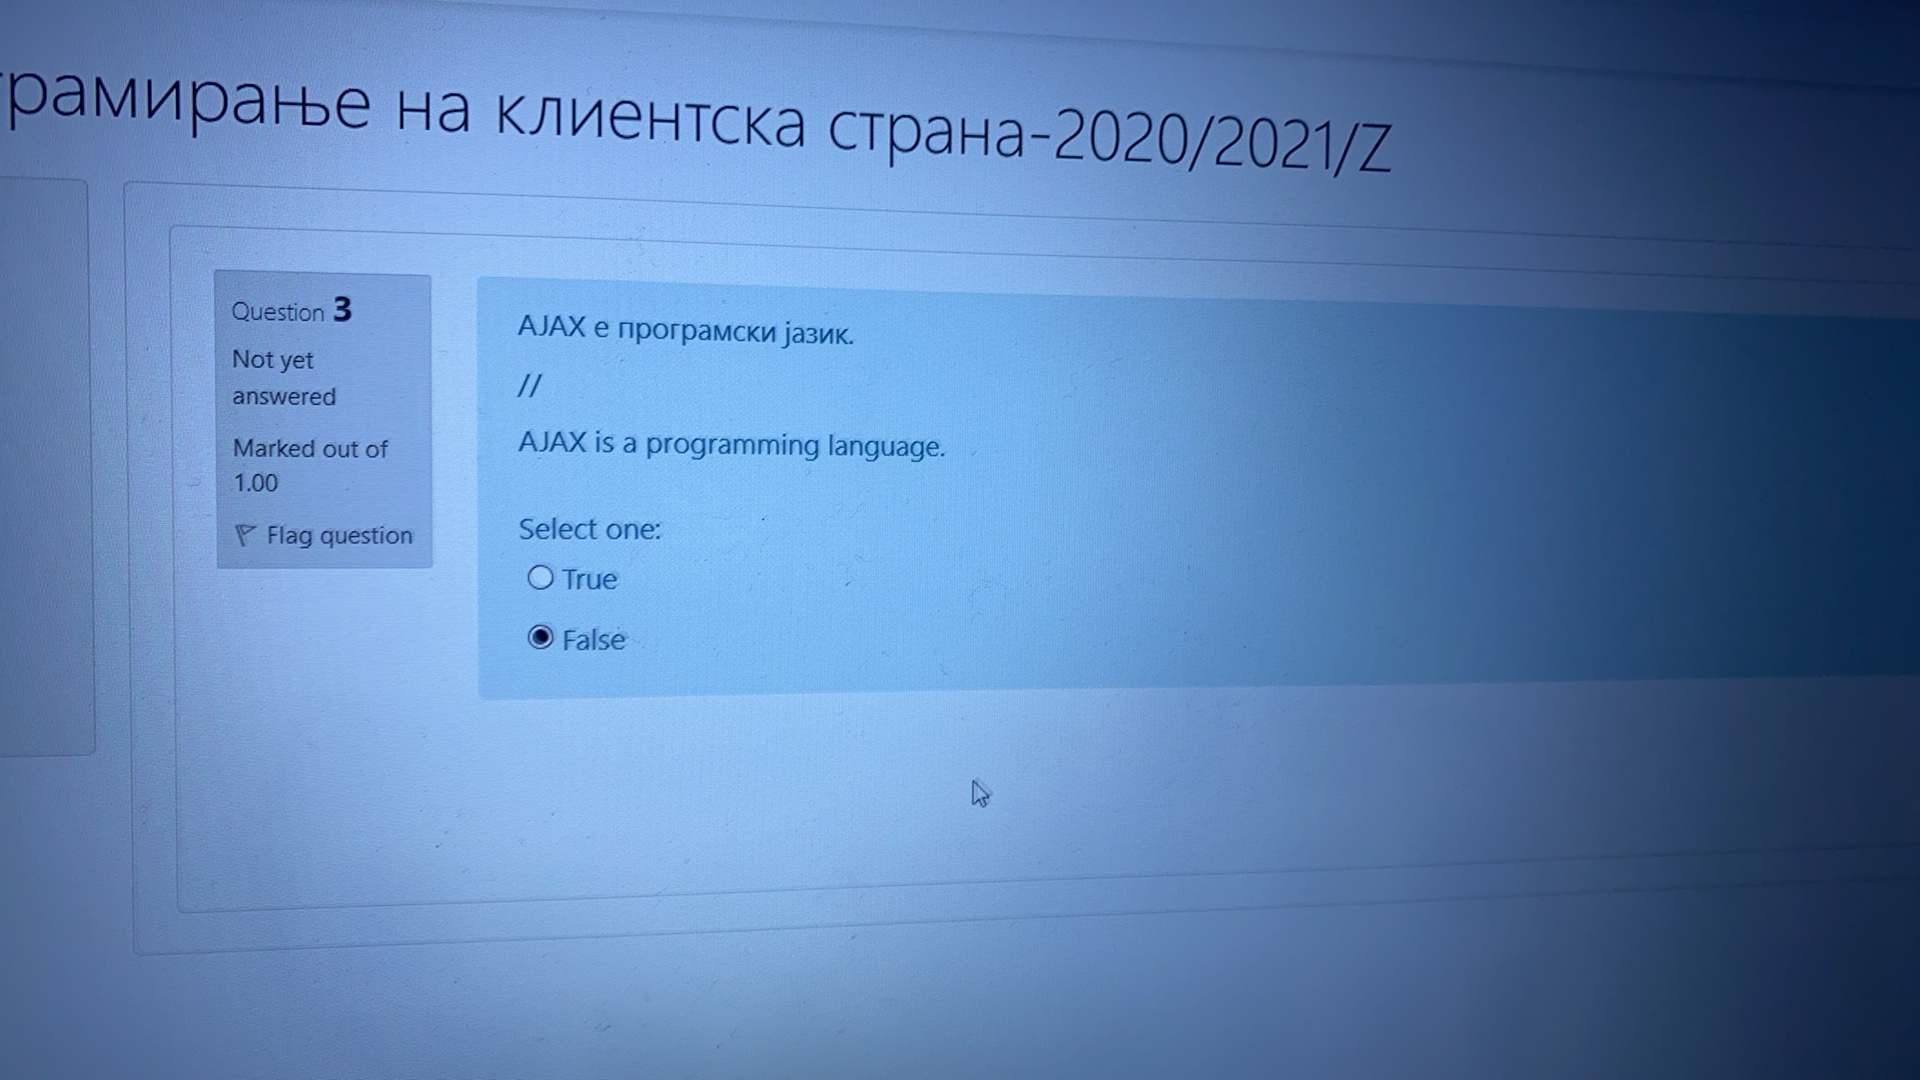 грамирање на клиентска страна-2020/2021/Z
Question 3
Not yet
answered
Marked out of
1.00
Flag question
AJAX е програмски јазик.
//
AJAX is a programming language.
Select one:
True
False